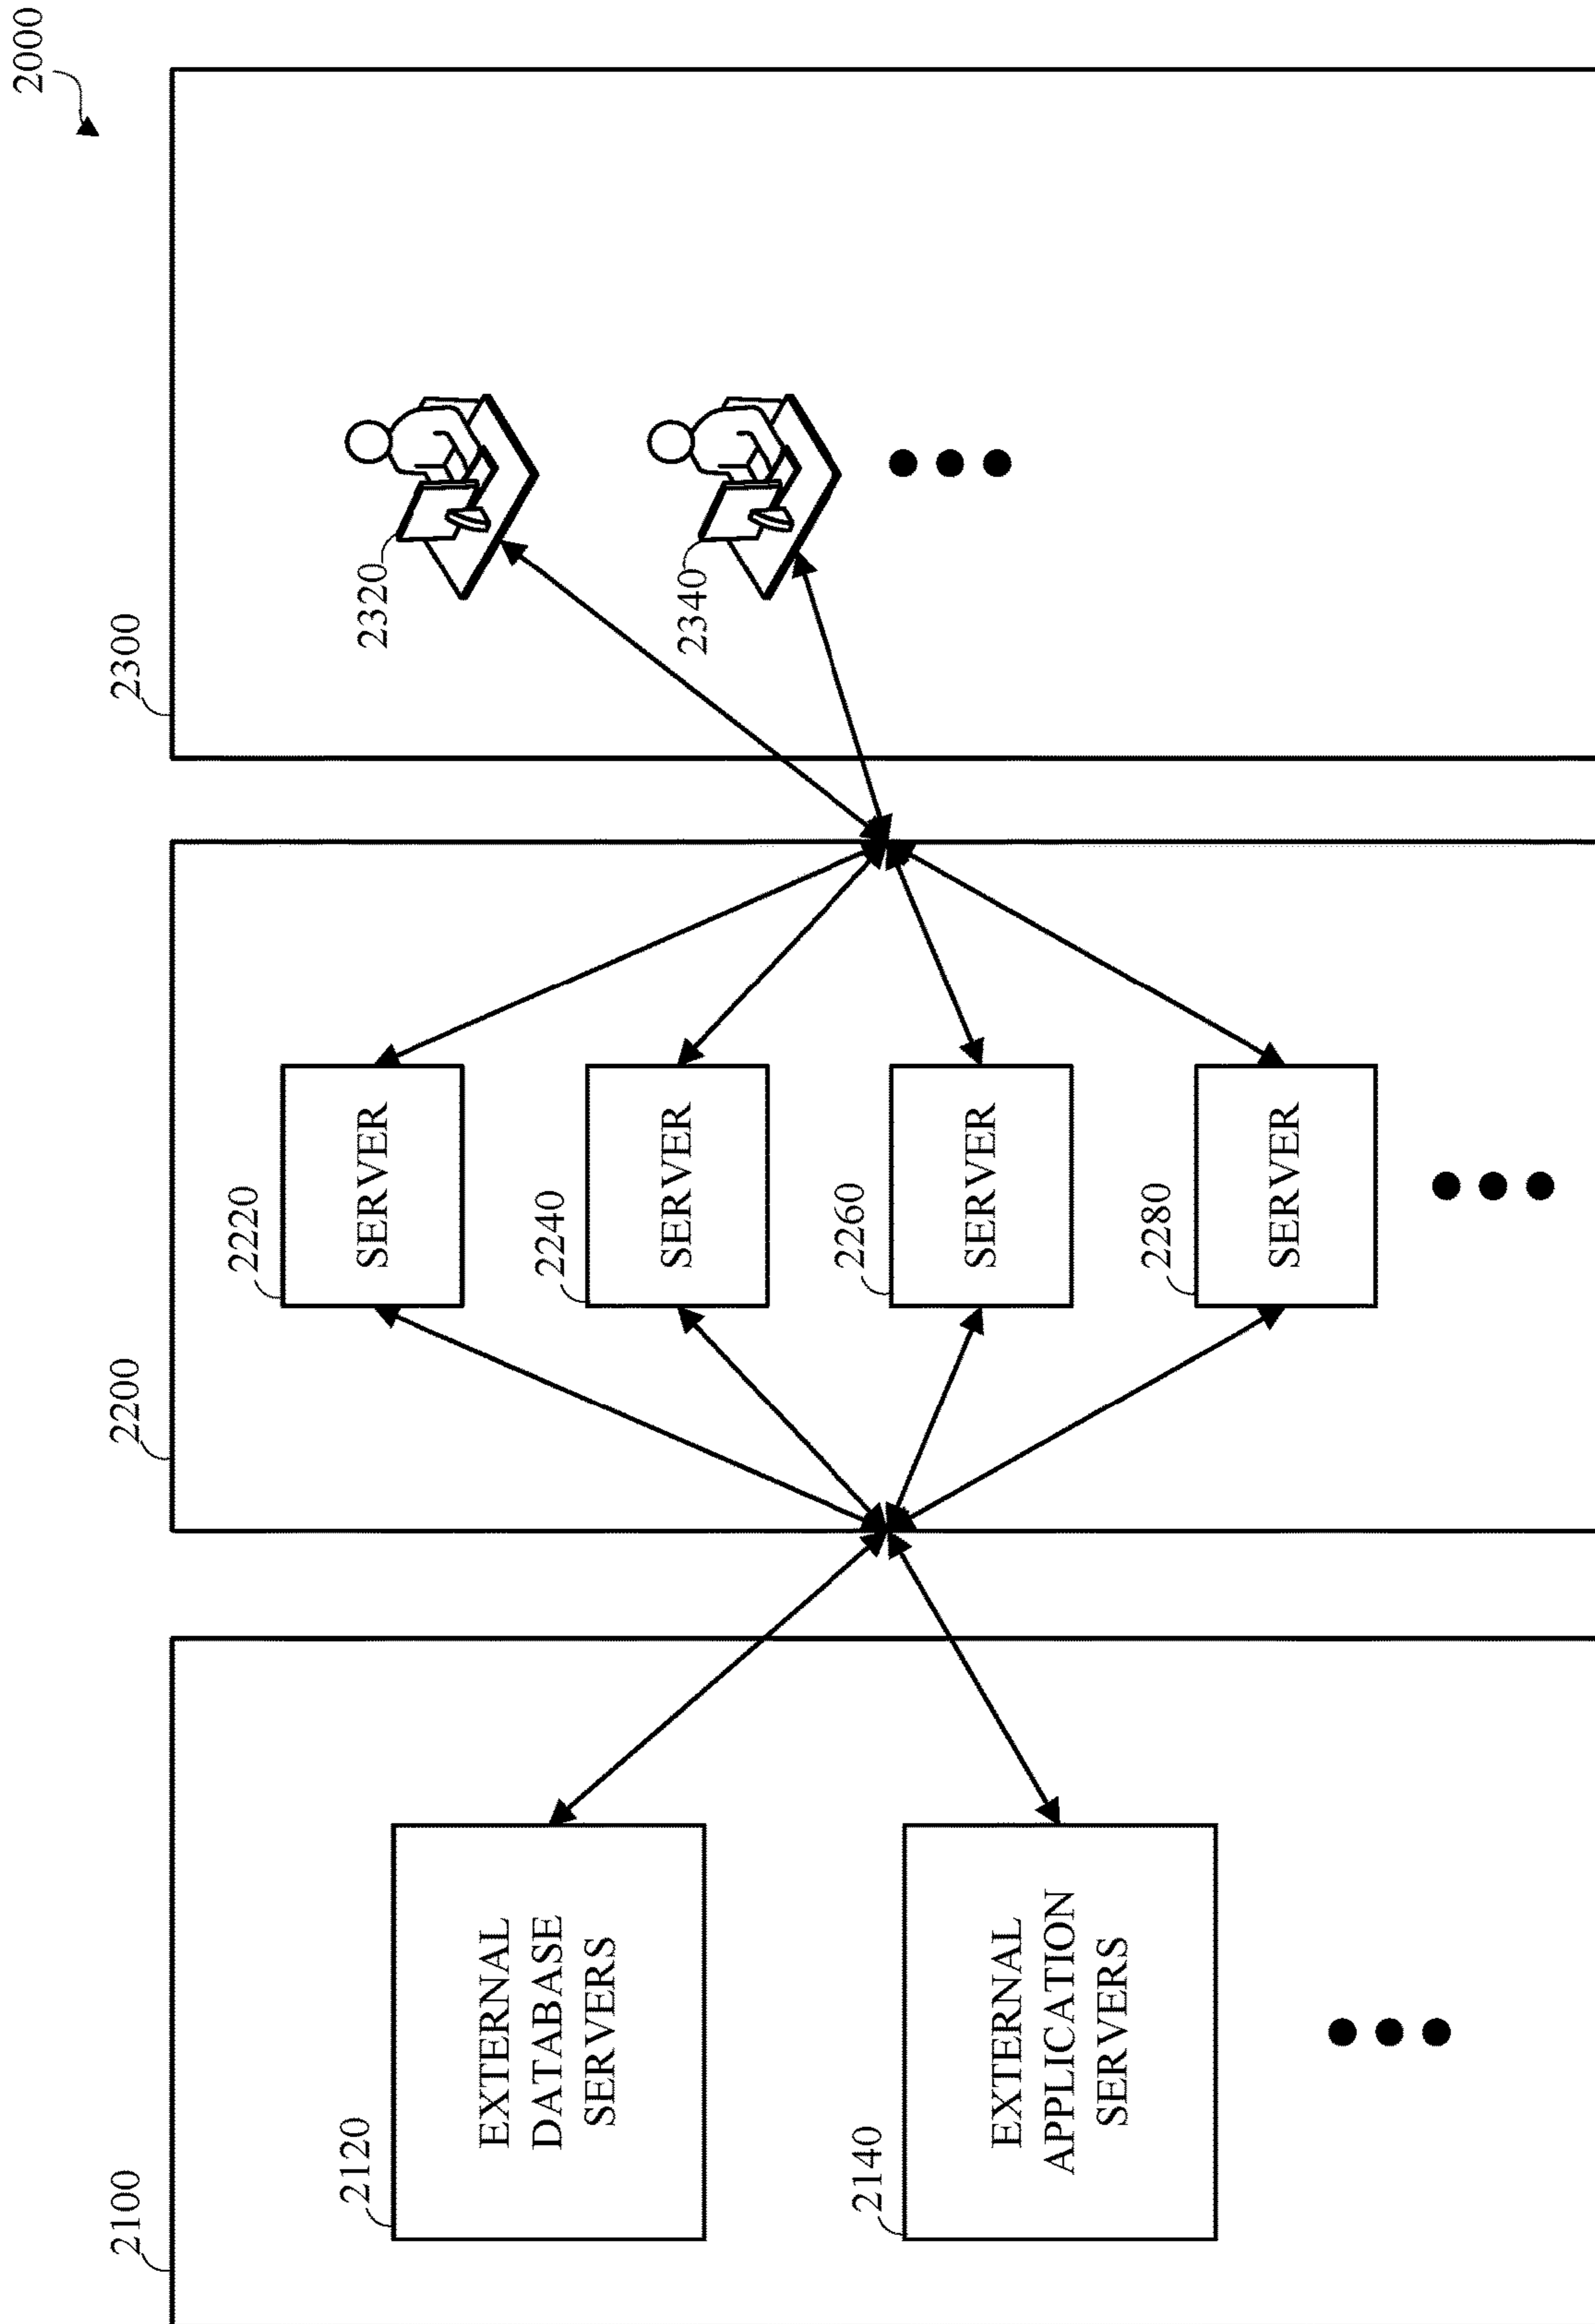 2000
2100
2120
EXTERNAL
DATABASE
SERVERS
2140
EXTERNAL
APPLICATION
SERVERS
2200
2220
SERVER
2240
SERVER
2260
SERVER
2280
SERVER
2300
2320
2340